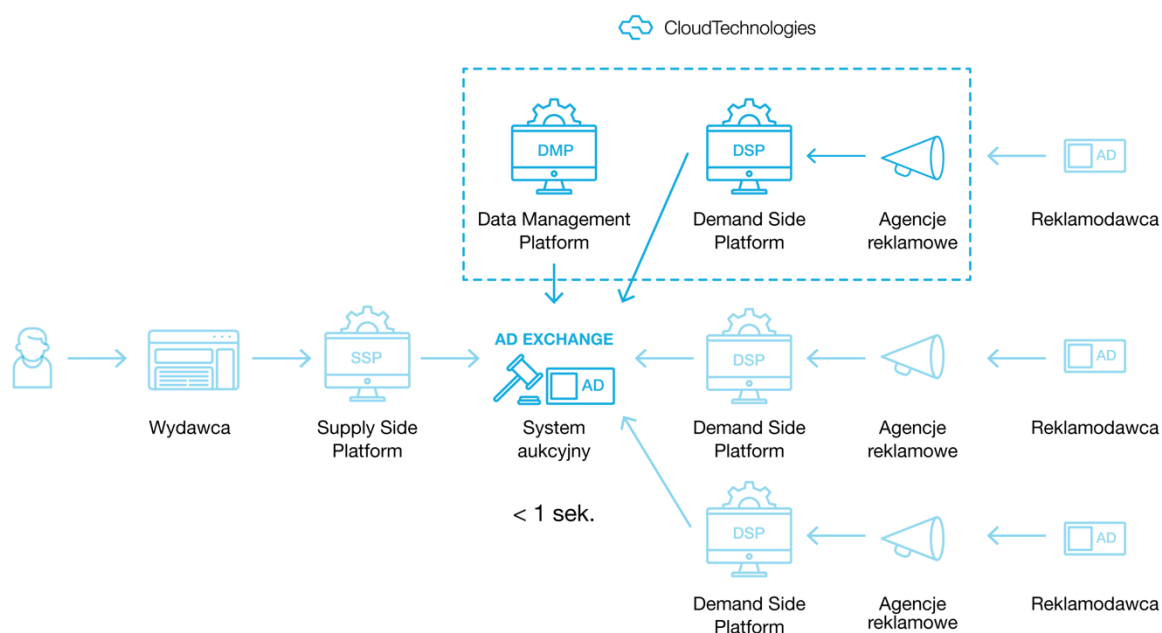 CloudTechnologies
DMP
DSP
AD
Data Management
Platform
Demand Side
Platform
Agencje
reklamowe
Reklamodawca
AD EXCHANGE
SSP
AD
DSP
AD
Wydawca
Supply Side
Platform
System
aukcyjny
Demand Side
Platform
Agencje
reklamowe
Reklamodawca
< 1 sek.
DSP
AD
Demand Side
Platform
Agencje
reklamowe
Reklamodawca